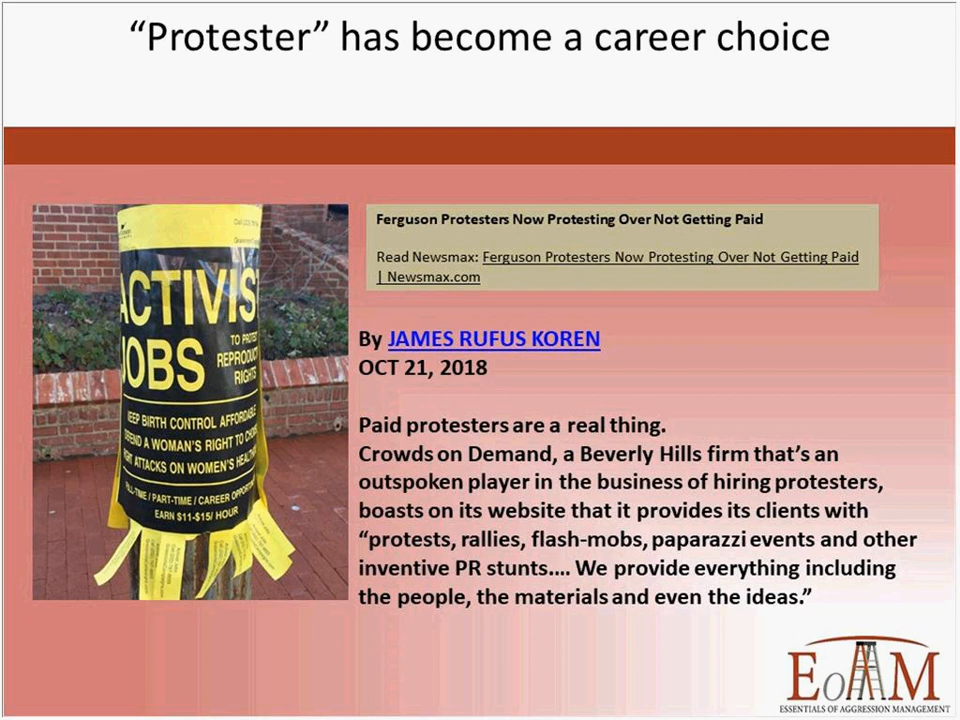 “Protester” has become a career choice
ACTIVIS
JOBS
TO PROTECT
REPRODUCT
RIGHTS
KEEP BIRTH CONTROL AFFORDABLE
DEFEND A WOMAN'S RIGHT TO CHOOSE
ATTACKS ON WOMEN'S HEALTH
TIME / PART-TIME / CAREER OPPORTU
EARN $11-$15/ HOUR
Ferguson Protesters Now Protesting Over Not Getting Paid
Read Newsmax: Ferguson Protesters Now Protesting Over Not Getting Paid
| Newsmax.com
By JAMES RUFUS KOREN
OCT 21, 2018
Paid protesters are a real thing.
Crowds on Demand, a Beverly Hills firm that’s an
outspoken player in the business of hiring protesters,
boasts on its website that it provides its clients with
“protests, rallies, flash-mobs, paparazzi events and other
inventive PR stunts.... We provide everything including
the people, the materials and even the ideas.”
EoAM
ESSENTIALS OF AGGRESSION MANAGEMENT